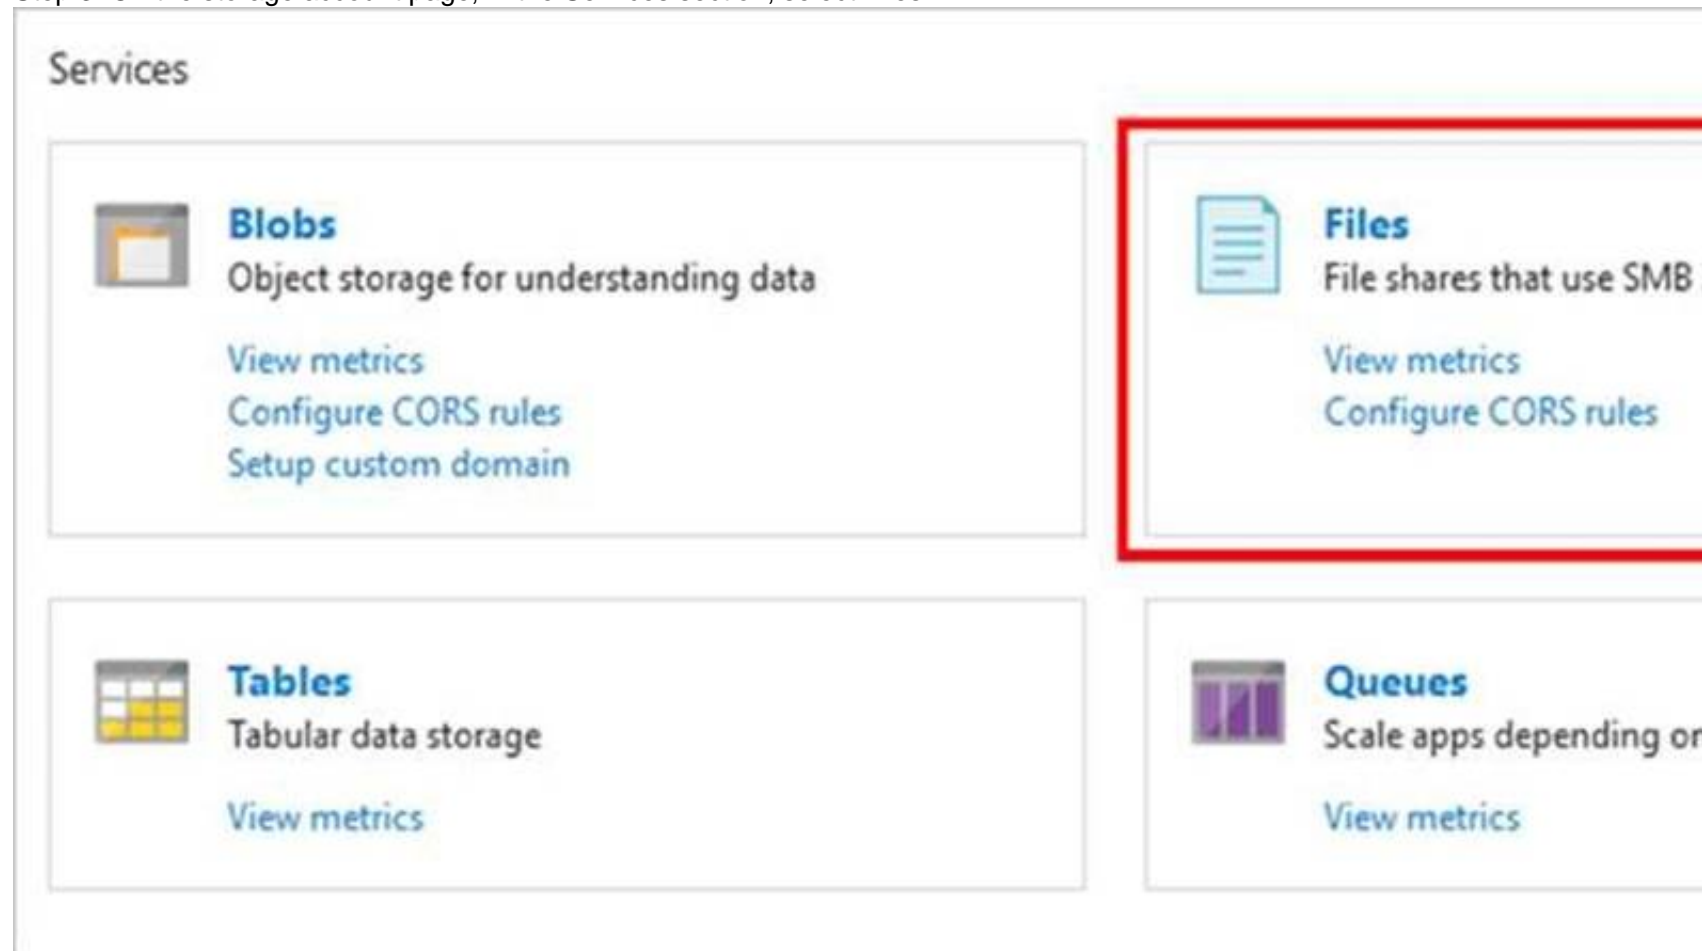 Services
Blobs
Object storage for understanding data
View metrics
Configure CORS rules
Setup custom domain
Files
File shares that use SMB
View metrics
Configure CORS rules
Tables
Tabular data storage
View metrics
Queues
Scale apps depending on
View metrics